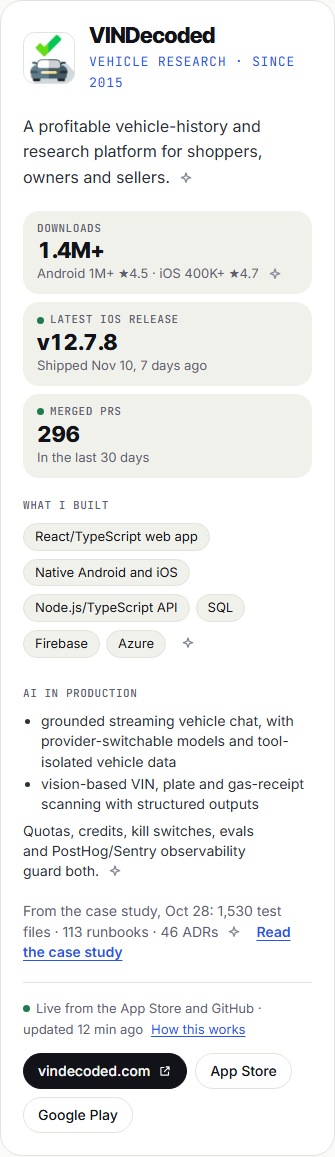 VINDecoded
VEHICLE RESEARCH · SINCE
2015
A profitable vehicle-history and
research platform for shoppers,
owners and sellers.
DOWNLOADS
1.4M+
Android 1M+ ★4.5 · iOS 400K+ ★4.7
LATEST IOS RELEASE
v12.7.8
Shipped Nov 10, 7 days ago
MERGED PRS
296
In the last 30 days
WHAT I BUILT
React/TypeScript web app
Native Android and iOS
Node.js/TypeScript API SQL
Firebase Azure
AI IN PRODUCTION
• grounded streaming vehicle chat, with
provider-switchable models and tool-
isolated vehicle data
• vision-based VIN, plate and gas-receipt
scanning with structured outputs
Quotas, credits, kill switches, evals
and PostHog/Sentry observability
guard both.
From the case study, Oct 28: 1,530 test
files · 113 runbooks · 46 ADRs Read
the case study
Live from the App Store and GitHub ·
updated 12 min ago How this works
vindecoded.com App Store
Google Play